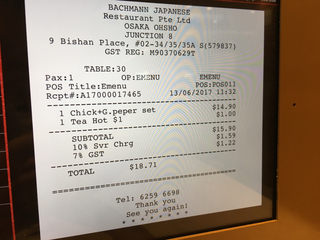 BACHMANN JAPANESE
Restaurant Pte Ltd
OSAKA OHSHO
JUNCTION 8
9 Bishan Place, #02-34/35/35A S(579837)
GST REG: M90370629T
TABLE:30
Pax:1 OP:EMENU EMENU
POS Title:Emenu POS:POS011
Rcpt#:A17000017465 13/06/2017 11:32
1 Chick+G.peper set $14.90
1 Tea Hot $1 $1.00
SUBTOTAL $15.90
10% Svr Chrg $1.59
7% GST $1.22
TOTAL $18.71
Tel: 6259 6698
Thank you
See you again!
* * * * * * * *